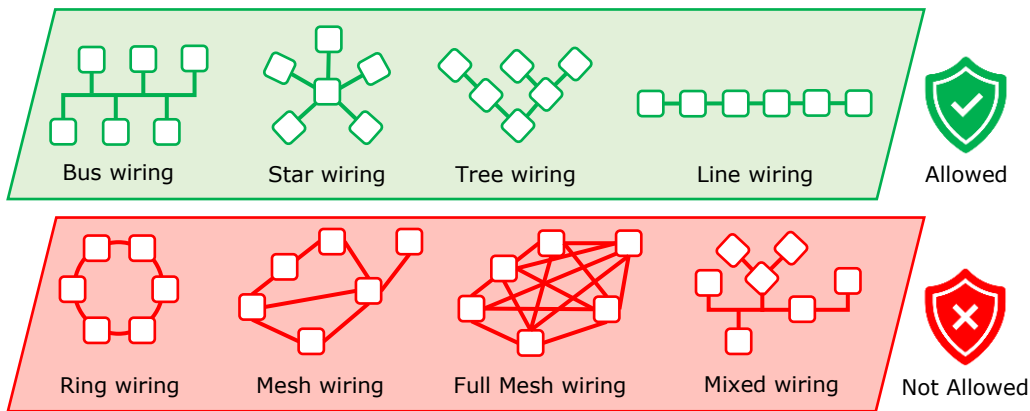 Bus wiring
Star wiring
Tree wiring
Line wiring
Allowed
Ring wiring
Mesh wiring
Full Mesh wiring
Mixed wiring
Not Allowed